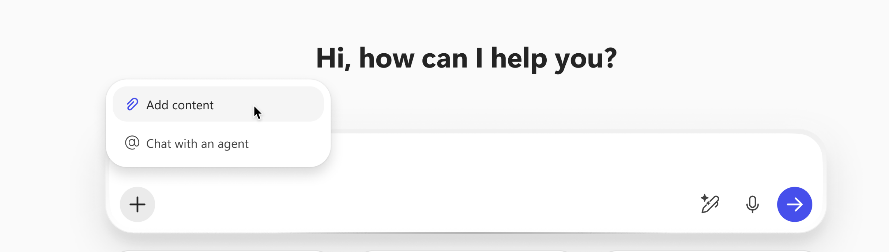 Hi, how can I help you?
Add content
@ Chat with an agent